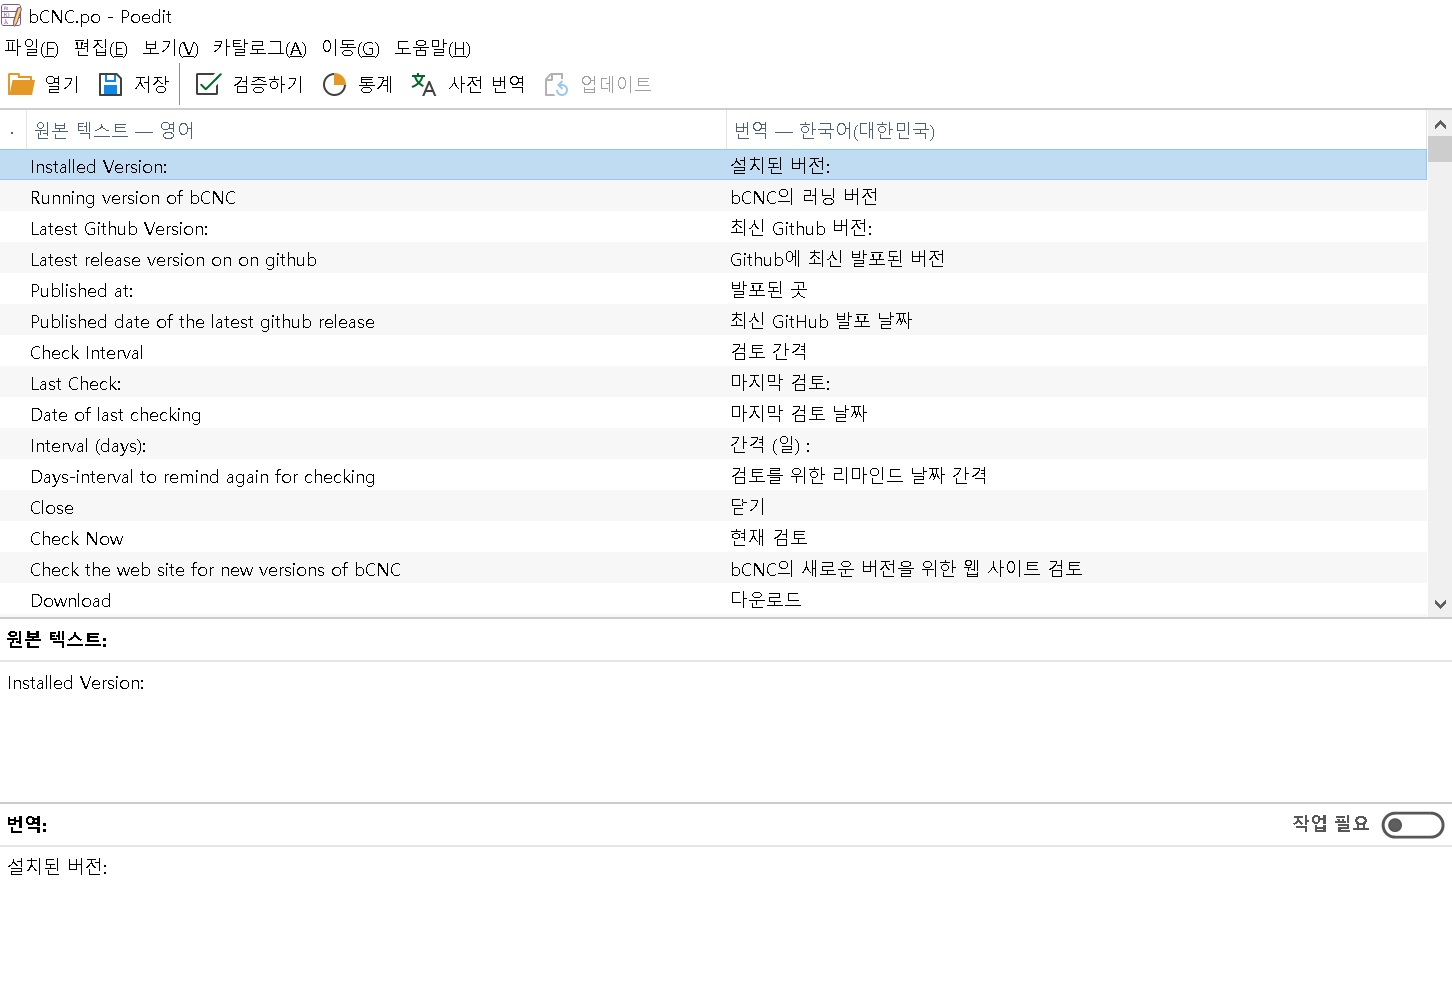 bCNC.po - Poedit
파일(F) 편집(E) 보기(V) 카탈로그(A) 이동(G) 도움말(H)
열기 저장 검증하기 통계 사전 번역 업데이트
. 원본 텍스트 — 영어 번역 — 한국어(대한민국)
Installed Version: 설치된 버전:
Running version of bCNC bCNC의 러닝 버전
Latest Github Version: 최신 Github 버전:
Latest release version on on github Github에 최신 발포된 버전
Published at: 발포된 곳
Published date of the latest github release 최신 GitHub 발포 날짜
Check Interval 검토 간격
Last Check: 마지막 검토:
Date of last checking 마지막 검토 날짜
Interval (days): 간격 (일) :
Days-interval to remind again for checking 검토를 위한 리마인드 날짜 간격
Close 닫기
Check Now 현재 검토
Check the web site for new versions of bCNC bCNC의 새로운 버전을 위한 웹 사이트 검토
Download 다운로드
원본 텍스트:
Installed Version:
번역: 작업 필요
설치된 버전: